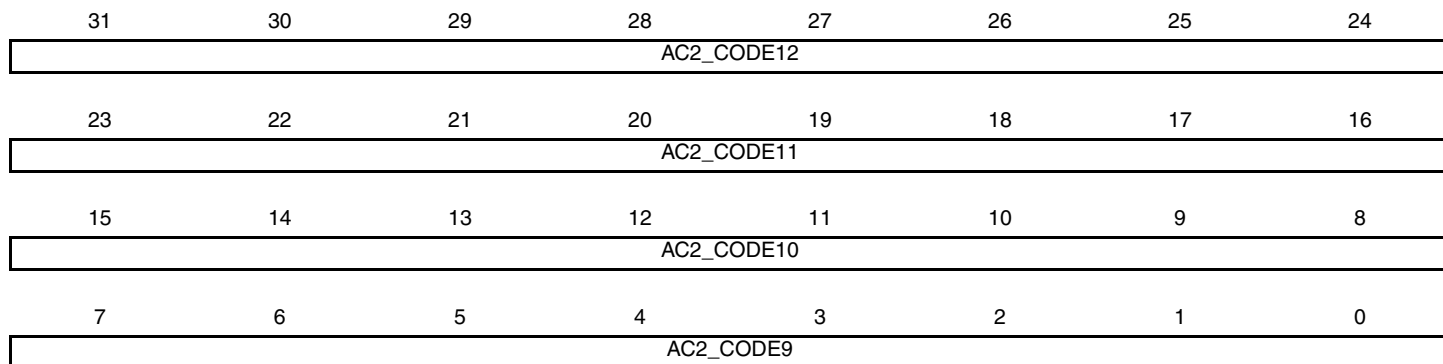 31 30 29 28 27 26 25 24
AC2_CODE12
23 22 21 20 19 18 17 16
AC2_CODE11
15 14 13 12 11 10 9 8
AC2_CODE10
7 6 5 4 3 2 1 0
AC2_CODE9